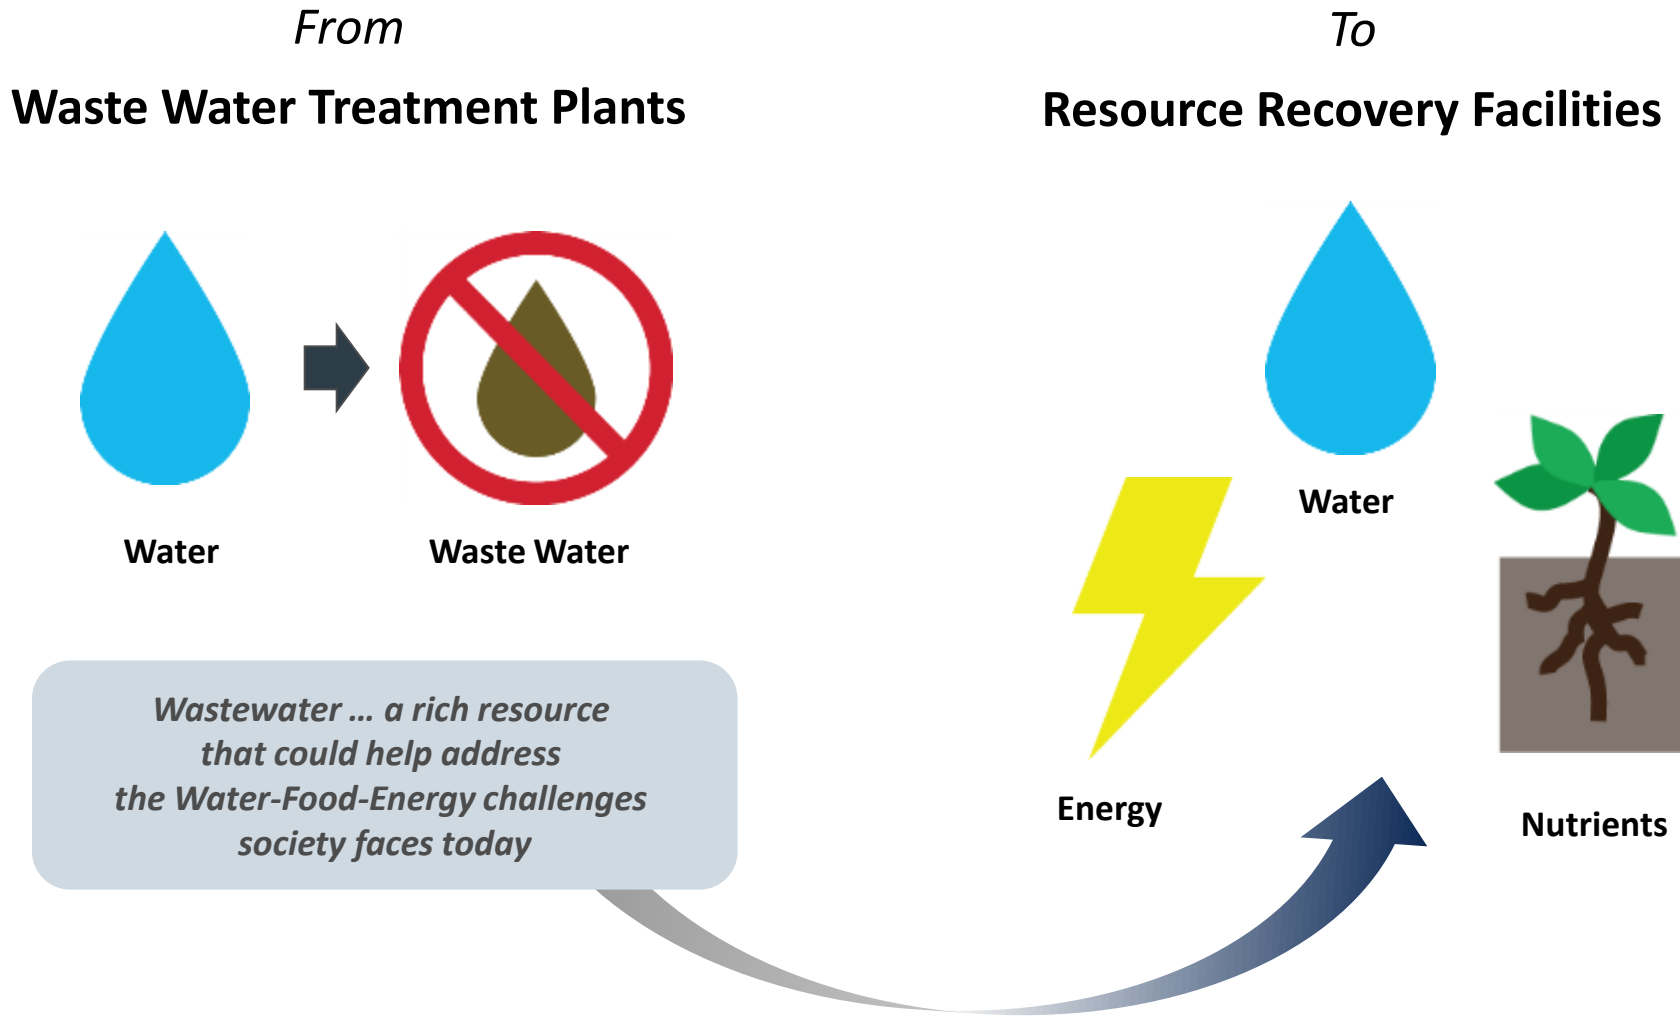 From
Waste Water Treatment Plants
Water
Waste Water
Wastewater ... a rich resource
that could help address
the Water-Food-Energy challenges
society faces today
To
Resource Recovery Facilities
Water
Energy
Nutrients